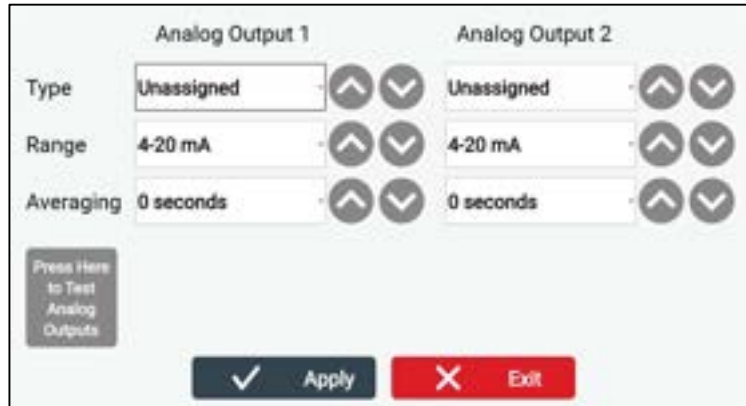 Analog Output 1 Analog Output 2
Type Unassigned Unassigned
Range 4-20 mA 4-20 mA
Averaging 0 seconds 0 seconds
Press Here
to Test
Analog
Outputs
Apply Exit